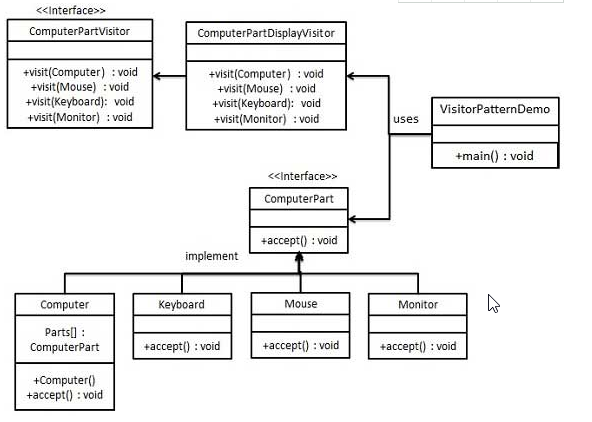 <<Interface>>
ComputerPartVisitor
+visit(Computer) : void
+visit(Mouse) : void
+visit(Keyboard): void
+visit(Monitor) : void
ComputerPartDisplayVisitor
+visit(Computer) : void
+visit(Mouse) : void
+visit(Keyboard): void
+visit(Monitor) : void
uses
VisitorPatternDemo
+main() : void
<<Interface>>
ComputerPart
+accept() : void
implement
Computer
Parts[] :
ComputerPart
+Computer()
+accept() : void
Keyboard
+accept() : void
Mouse
+accept() : void
Monitor
+accept() : void